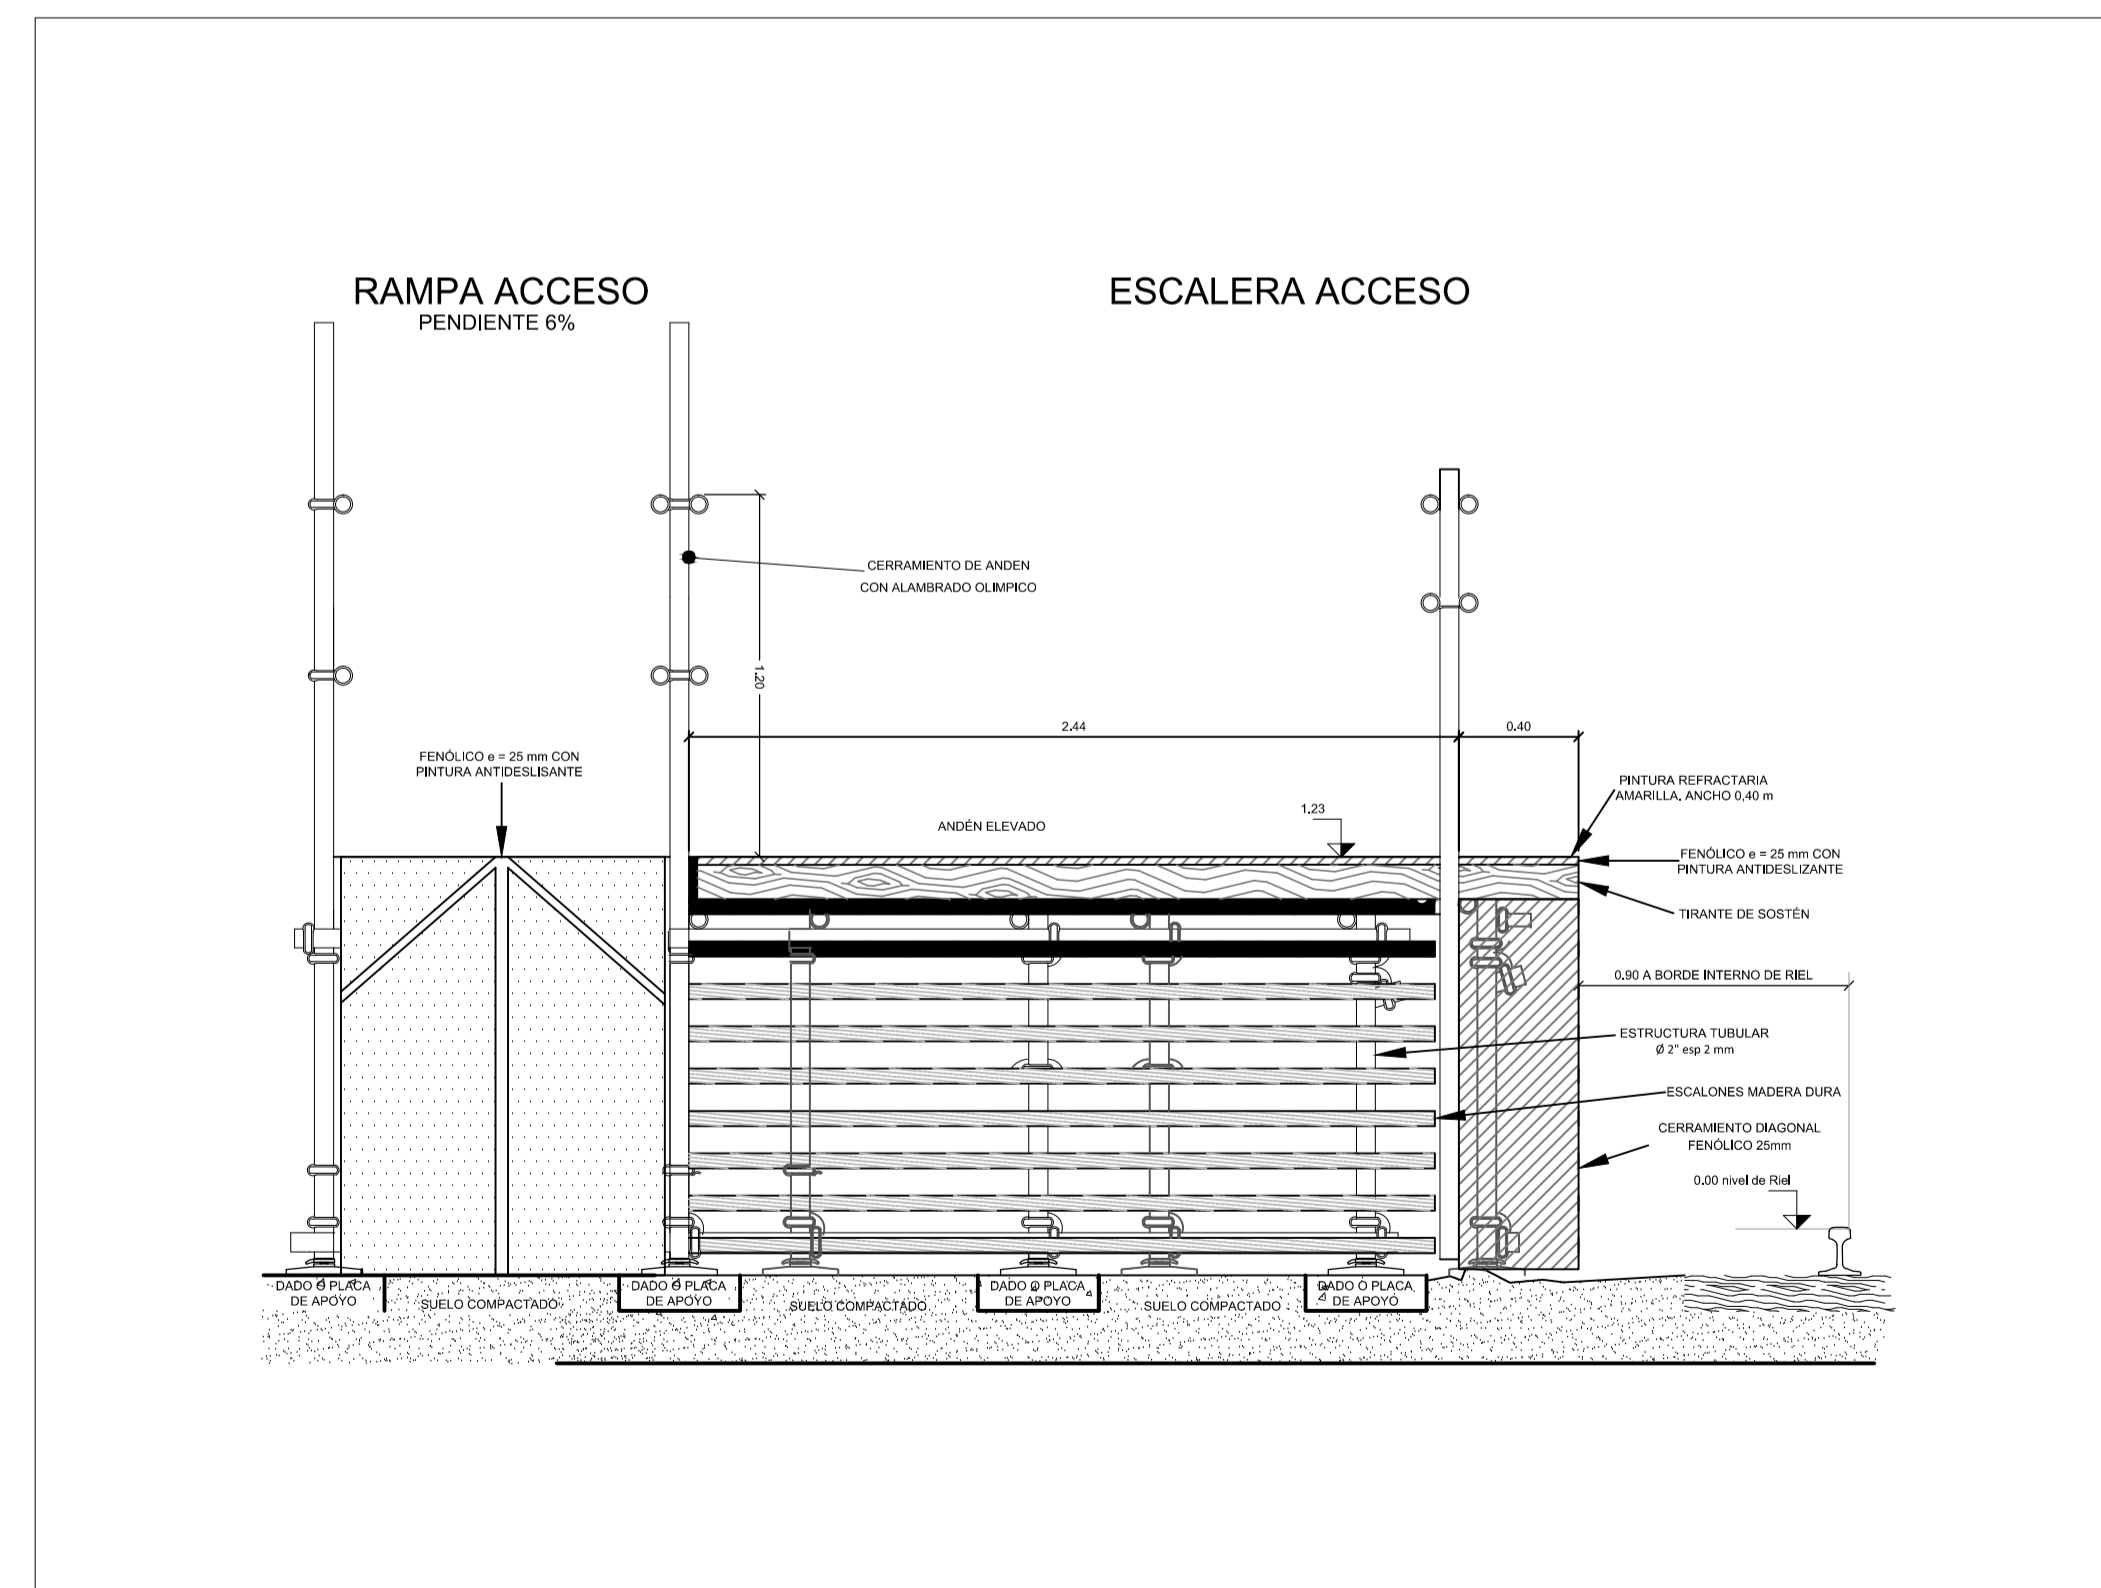 RAMPA ACCESO
PENDIENTE 6%
ESCALERA ACCESO
CERRAMIENTO DE ANDEN
CON ALAMBRADO OLIMPICO
1.20
2.44
0.40
FENÓLICO e = 25 mm CON
PINTURA ANTIDESLISANTE
PINTURA REFRACTARIA
AMARILLA, ANCHO 0,40 m
1.23
ANDÉN ELEVADO
FENÓLICO e = 25 mm CON
PINTURA ANTIDESLIZANTE
TIRANTE DE SOSTÉN
0.90 A BORDE INTERNO DE RIEL
ESTRUCTURA TUBULAR
Ø 2" esp 2 mm
ESCALONES MADERA DURA
CERRAMIENTO DIAGONAL
FENÓLICO 25mm
0.00 nivel de Riel
DADO O PLACA
DE APOYO
SUELO COMPACTADO
DADO O PLACA
DE APOYO
SUELO COMPACTADO
DADO O PLACA
DE APOYO
SUELO COMPACTADO
DADO O PLACA
DE APOYO